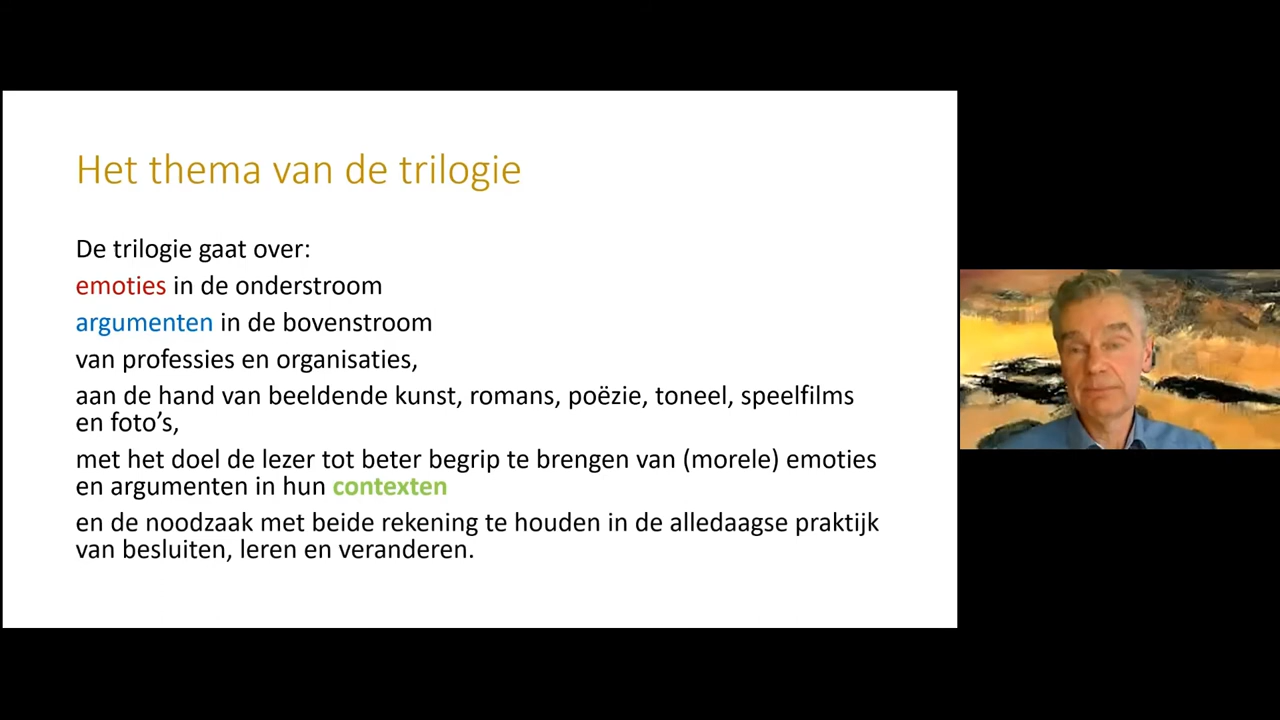 Het thema van de trilogie
De trilogie gaat over:
emoties in de onderstroom
argumenten in de bovenstroom
van professies en organisaties,
aan de hand van beeldende kunst, romans, poëzie, toneel, speelfilms
en foto’s,
met het doel de lezer tot beter begrip te brengen van (morele) emoties
en argumenten in hun contexten
en de noodzaak met beide rekening te houden in de alledaagse praktijk
van besluiten, leren en veranderen.